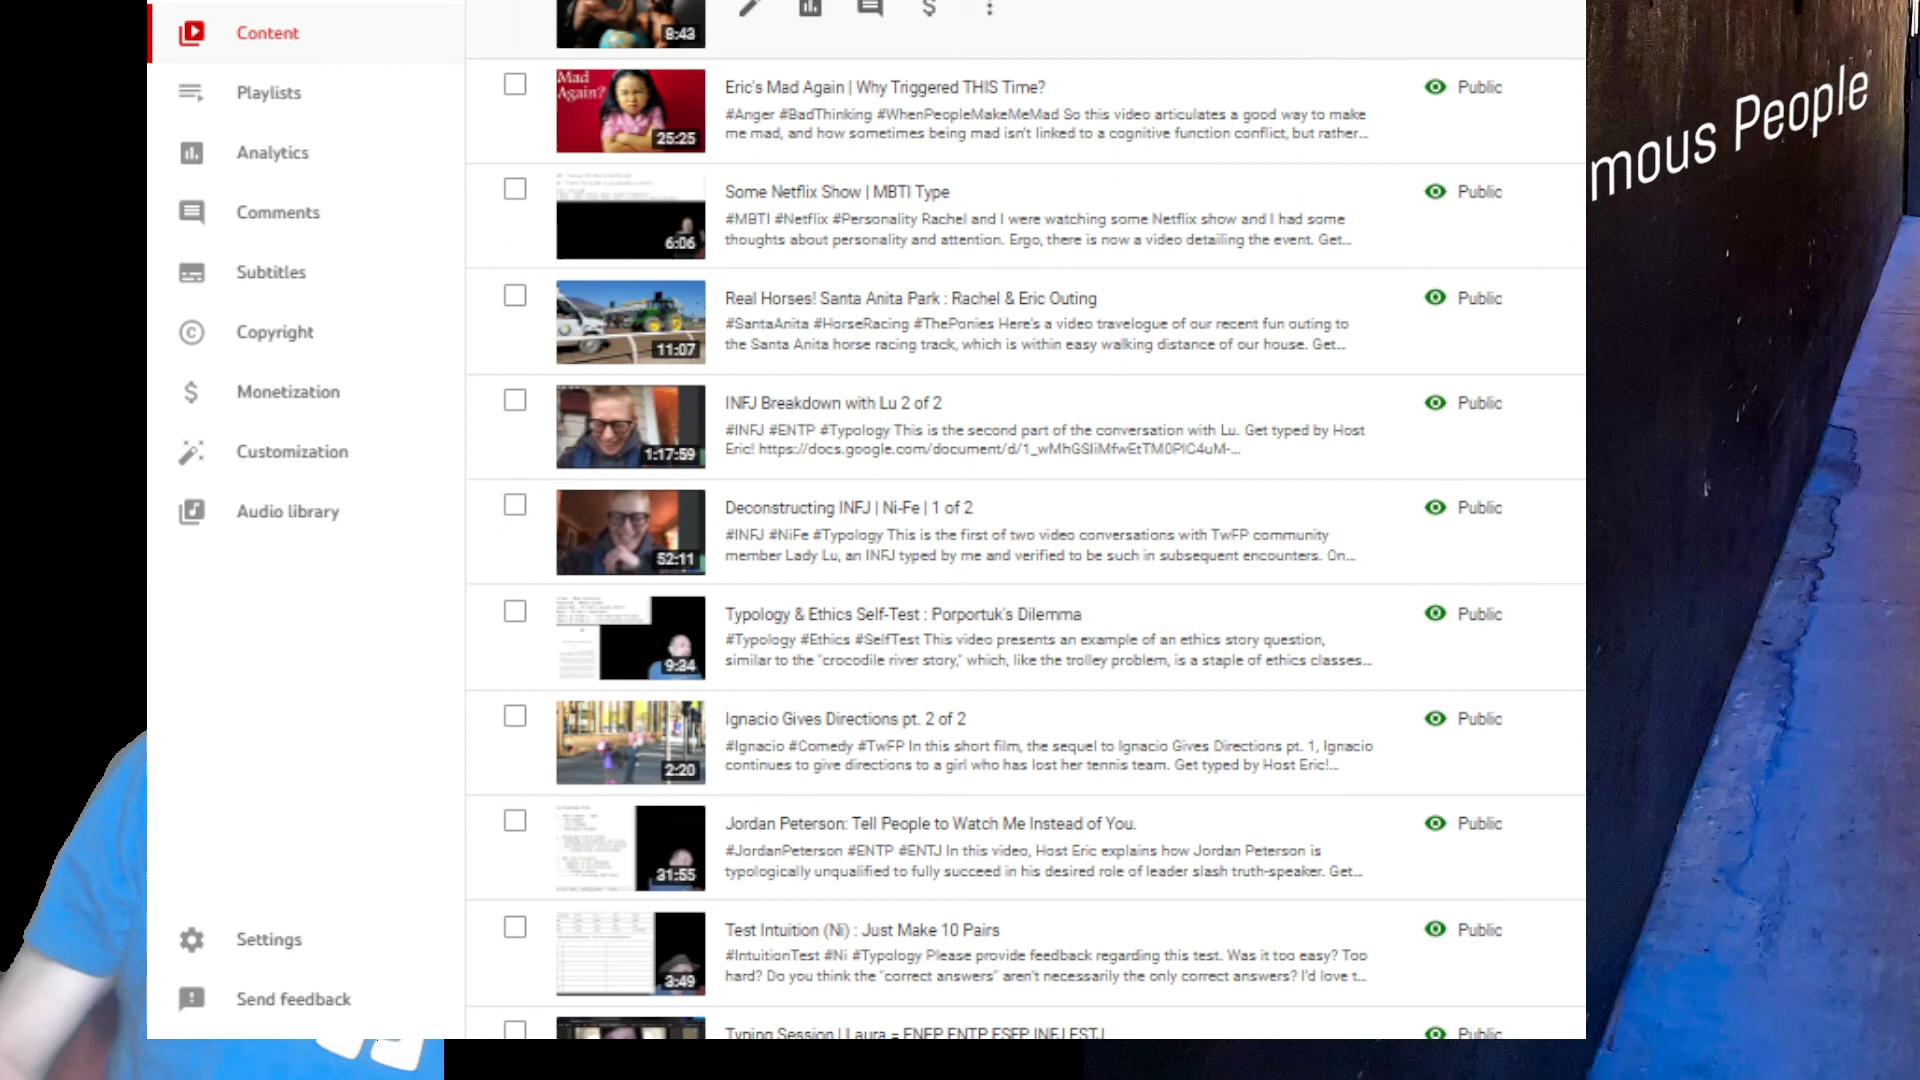 Content
Playlists
Analytics
Comments
Subtitles
Copyright
Monetization
Customization
Audio library
Settings
Send feedback
8:43
Mad
Again?
25:25
Eric's Mad Again | Why Triggered THIS Time?
#Anger #BadThinking #WhenPeopleMakeMeMad So this video articulates a good way to make
me mad, and how sometimes being mad isn't linked to a cognitive function conflict, but rather...
Public
6:06
Some Netflix Show | MBTI Type
#MBTI #Netflix #Personality Rachel and I were watching some Netflix show and I had some
thoughts about personality and attention. Ergo, there is now a video detailing the event. Get...
Public
11:07
Real Horses! Santa Anita Park : Rachel & Eric Outing
#SantaAnita #HorseRacing #ThePonies Here's a video travelogue of our recent fun outing to
the Santa Anita horse racing track, which is within easy walking distance of our house. Get...
Public
1:17:59
INFJ Breakdown with Lu 2 of 2
#INFJ #ENTP #Typology This is the second part of the conversation with Lu. Get typed by Host
Eric! https://docs.google.com/document/d/1_wMhGSIiMfwEtTM0PIC4uM-...
Public
52:11
Deconstructing INFJ | Ni-Fe | 1 of 2
#INFJ #NiFe #Typology This is the first of two video conversations with TwFP community
member Lady Lu, an INFJ typed by me and verified to be such in subsequent encounters. On...
Public
9:34
Typology & Ethics Self-Test : Porportuk's Dilemma
#Typology #Ethics #SelfTest This video presents an example of an ethics story question,
similar to the "crocodile river story," which, like the trolley problem, is a staple of ethics classes...
Public
2:20
Ignacio Gives Directions pt. 2 of 2
#Ignacio #Comedy #TwFP In this short film, the sequel to Ignacio Gives Directions pt. 1, Ignacio
continues to give directions to a girl who has lost her tennis team. Get typed by Host Eric!...
Public
31:55
Jordan Peterson: Tell People to Watch Me Instead of You.
#JordanPeterson #ENTP #ENTJ In this video, Host Eric explains how Jordan Peterson is
typologically unqualified to fully succeed in his desired role of leader slash truth-speaker. Get...
Public
3:49
Test Intuition (Ni) : Just Make 10 Pairs
#IntuitionTest #Ni #Typology Please provide feedback regarding this test. Was it too easy? Too
hard? Do you think the "correct answers" aren't necessarily the only correct answers? I'd love t...
Public
Typing Session | Laura = ENFP ENTP ESFP INFJ ESTJ
Public
mous People